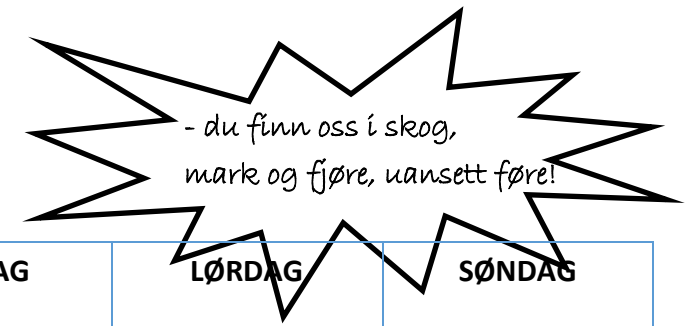 - du finn oss i skog,
mark og fjøre, uansett føre!
AG LØRDAG SØNDAG